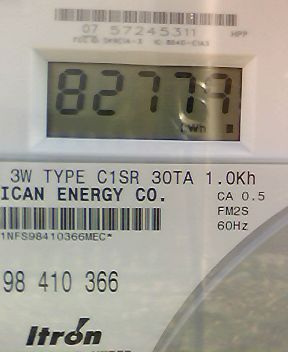 07 57245311 HPP
82779
kWh
3W TYPE C1SR 30TA 1.0Kh
ICAN ENERGY CO. CA 0.5
FM2S
1NFS98410366MEC* 60Hz
98 410 366
Itron